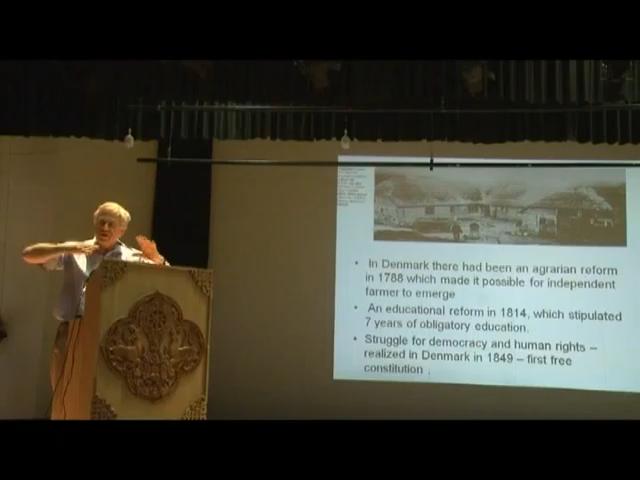 • In Denmark there had been an agrarian reform
in 1788 which made it possible for independent
farmer to emerge
• An educational reform in 1814, which stipulated
7 years of obligatory education.
• Struggle for democracy and human rights –
realized in Denmark in 1849 – first free
constitution .